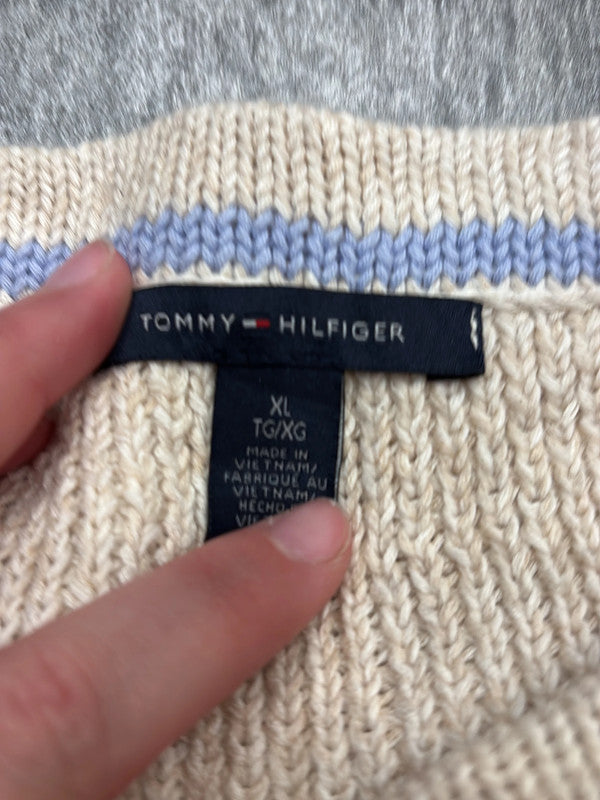 TOMMY HILFIGER
XL
TG/XG
MADE IN
VIETNAM/
FABRIQUÉ AU
VIETNAM/
HECHO